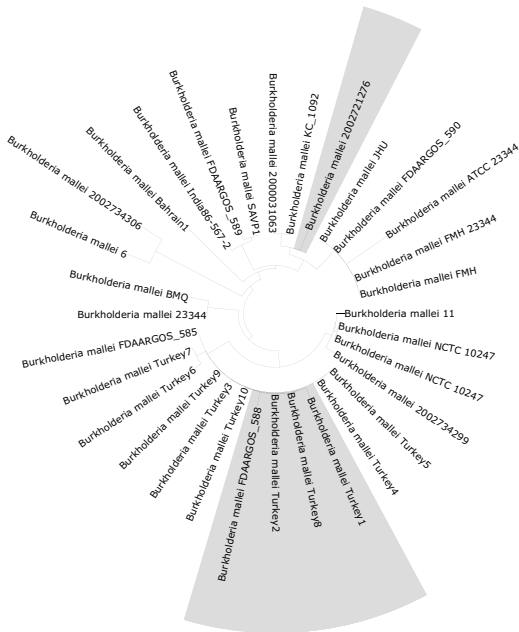 Burkholderia mallei 2002721276
Burkholderia mallei JHU
Burkholderia mallei FDAARGOS_590
Burkholderia mallei ATCC 23344
Burkholderia mallei FMH 23344
Burkholderia mallei FMH
Burkholderia mallei 11
Burkholderia mallei NCTC 10247
Burkholderia mallei NCTC 10247
Burkholderia mallei 2002734299
Burkholderia mallei Turkey5
Burkholderia mallei Turkey4
Burkholderia mallei Turkey1
Burkholderia mallei Turkey8
Burkholderia mallei Turkey2
Burkholderia mallei FDAARGOS_588
Burkholderia mallei Turkey10
Burkholderia mallei Turkey3
Burkholderia mallei Turkey9
Burkholderia mallei Turkey6
Burkholderia mallei Turkey7
Burkholderia mallei FDAARGOS_585
Burkholderia mallei 23344
Burkholderia mallei BMQ
Burkholderia mallei 6
Burkholderia mallei 2002734306
Burkholderia mallei Bahrain1
Burkholderia mallei India86-567-2
Burkholderia mallei FDAARGOS_589
Burkholderia mallei SAVP1
Burkholderia mallei 2000031063
Burkholderia mallei KC_1092